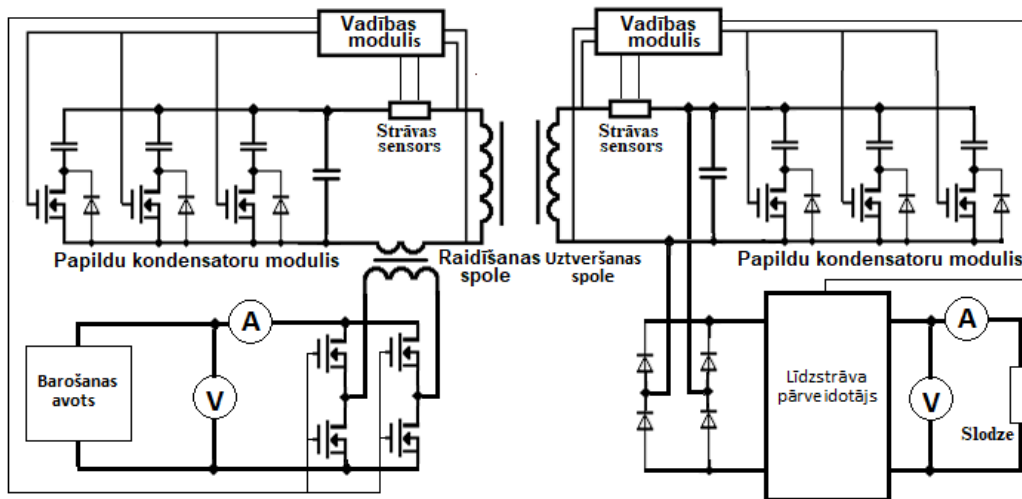 Vadības
modulis
Strāvas
sensors
Papildu kondensatoru modulis
Raidīšanas
spole
Barošanas
avots
A
V
Vadības
modulis
Strāvas
sensors
Uztveršanas
spole
Papildu kondensatoru modulis
Līdzstrāva
pārveidotājs
A
V
Slodze